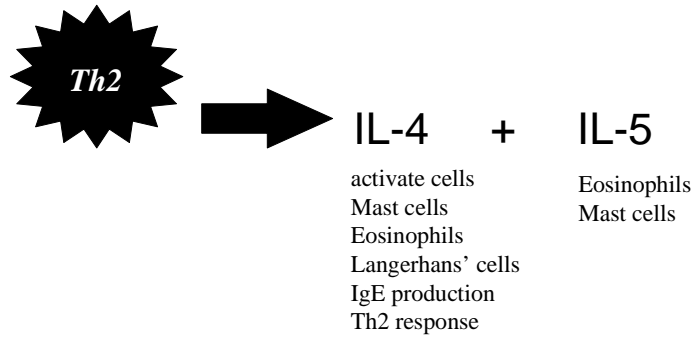 Th2
IL-4 + IL-5
activate cells
Mast cells
Eosinophils
Langerhans’ cells
IgE production
Th2 response
Eosinophils
Mast cells